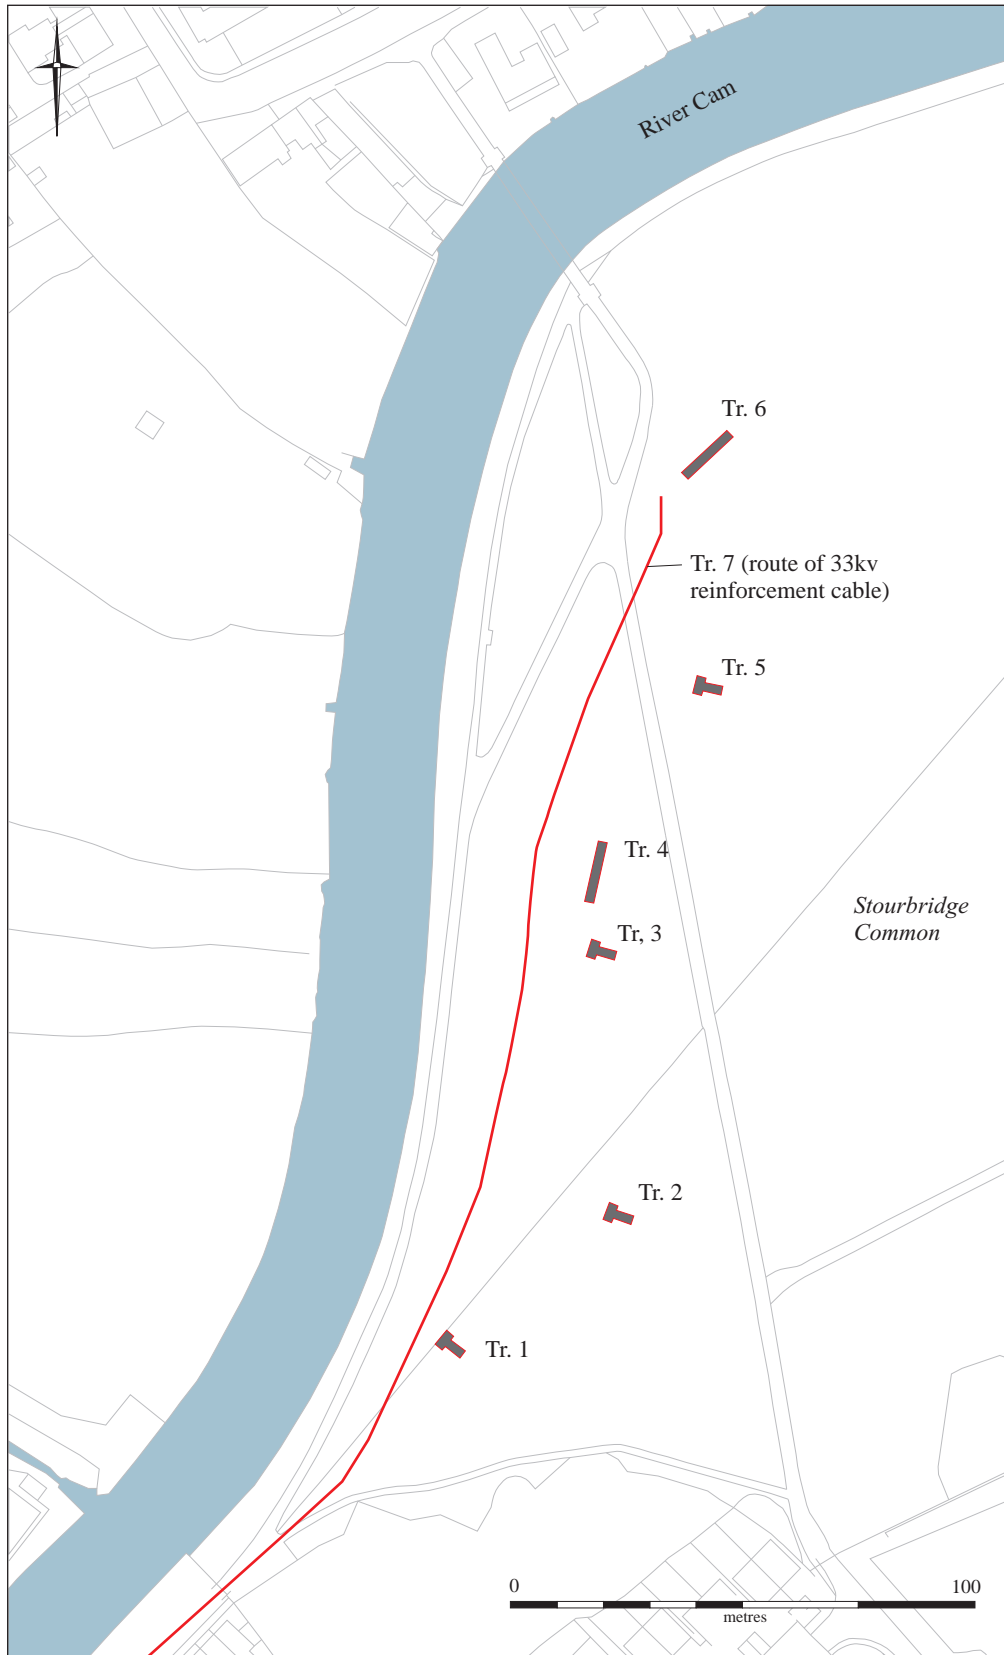 River Cam
Tr. 6
Tr. 7 (route of 33kv
reinforcement cable)
Tr. 5
Tr. 4
Stourbridge
Common
Tr, 3
Tr. 2
Tr. 1
0
100
metres